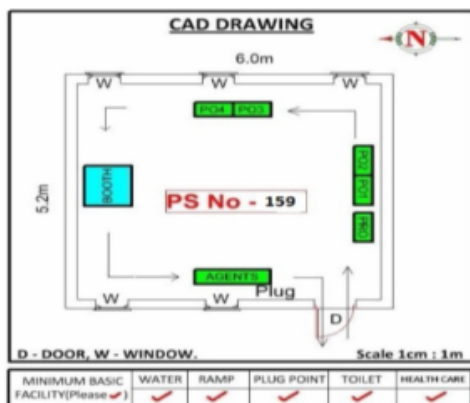 CAD DRAWING
N
6.0m
W W W
PO4 PO3
PO2
PO1
BOOTH
5.2m
PS No - 159
PRO
AGENTS
Plug
W W
D
D - DOOR, W - WINDOW. Scale 1cm : 1m
MINIMUM BASIC FACILITY(Please ✓) WATER RAMP PLUG POINT TOILET HEALTH CARE
✓ ✓ ✓ ✓ ✓